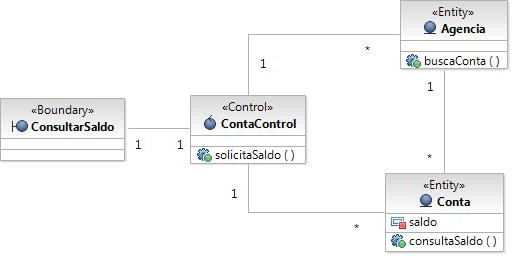 «Entity»
Agencia
buscaConta ( )
*
1
1
«Boundary»
ConsultarSaldo
1
1
«Control»
ContaControl
solicitaSaldo ( )
1
*
*
«Entity»
Conta
saldo
consultaSaldo ( )